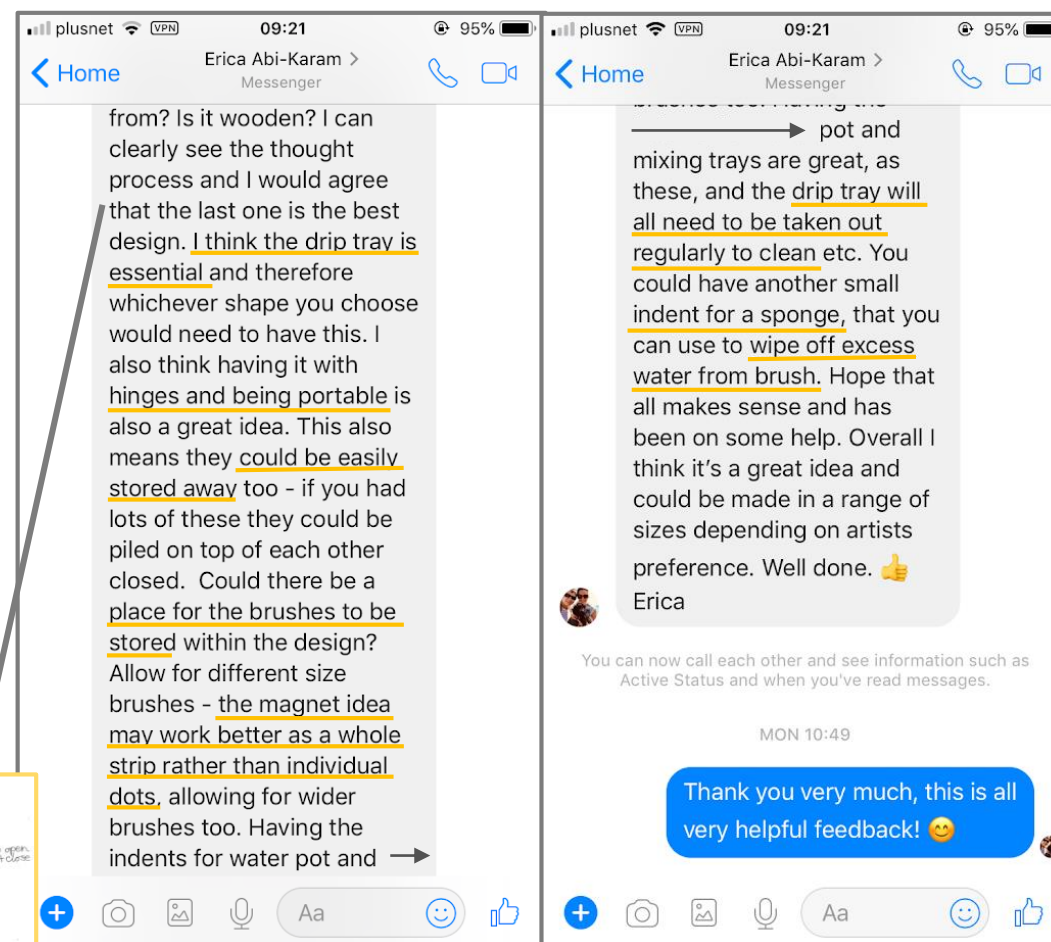 plusnet VPN 09:21 95%
Home
Erica Abi-Karam >
Messenger
from? Is it wooden? I can
clearly see the thought
process and I would agree
that the last one is the best
design. I think the drip tray is
essential and therefore
whichever shape you choose
would need to have this. I
also think having it with
hinges and being portable is
also a great idea. This also
means they could be easily
stored away too - if you had
lots of these they could be
piled on top of each other
closed. Could there be a
place for the brushes to be
stored within the design?
Allow for different size
brushes - the magnet idea
may work better as a whole
strip rather than individual
dots, allowing for wider
brushes too. Having the
indents for water pot and
open
close
Aa
plusnet VPN 09:21 95%
Home
Erica Abi-Karam >
Messenger
brushes too. Having the
pot and
mixing trays are great, as
these, and the drip tray will
all need to be taken out
regularly to clean etc. You
could have another small
indent for a sponge, that you
can use to wipe off excess
water from brush. Hope that
all makes sense and has
been on some help. Overall I
think it's a great idea and
could be made in a range of
sizes depending on artists
preference. Well done. 👍
Erica
You can now call each other and see information such as
Active Status and when you've read messages.
MON 10:49
Thank you very much, this is all
very helpful feedback! 😊
Aa